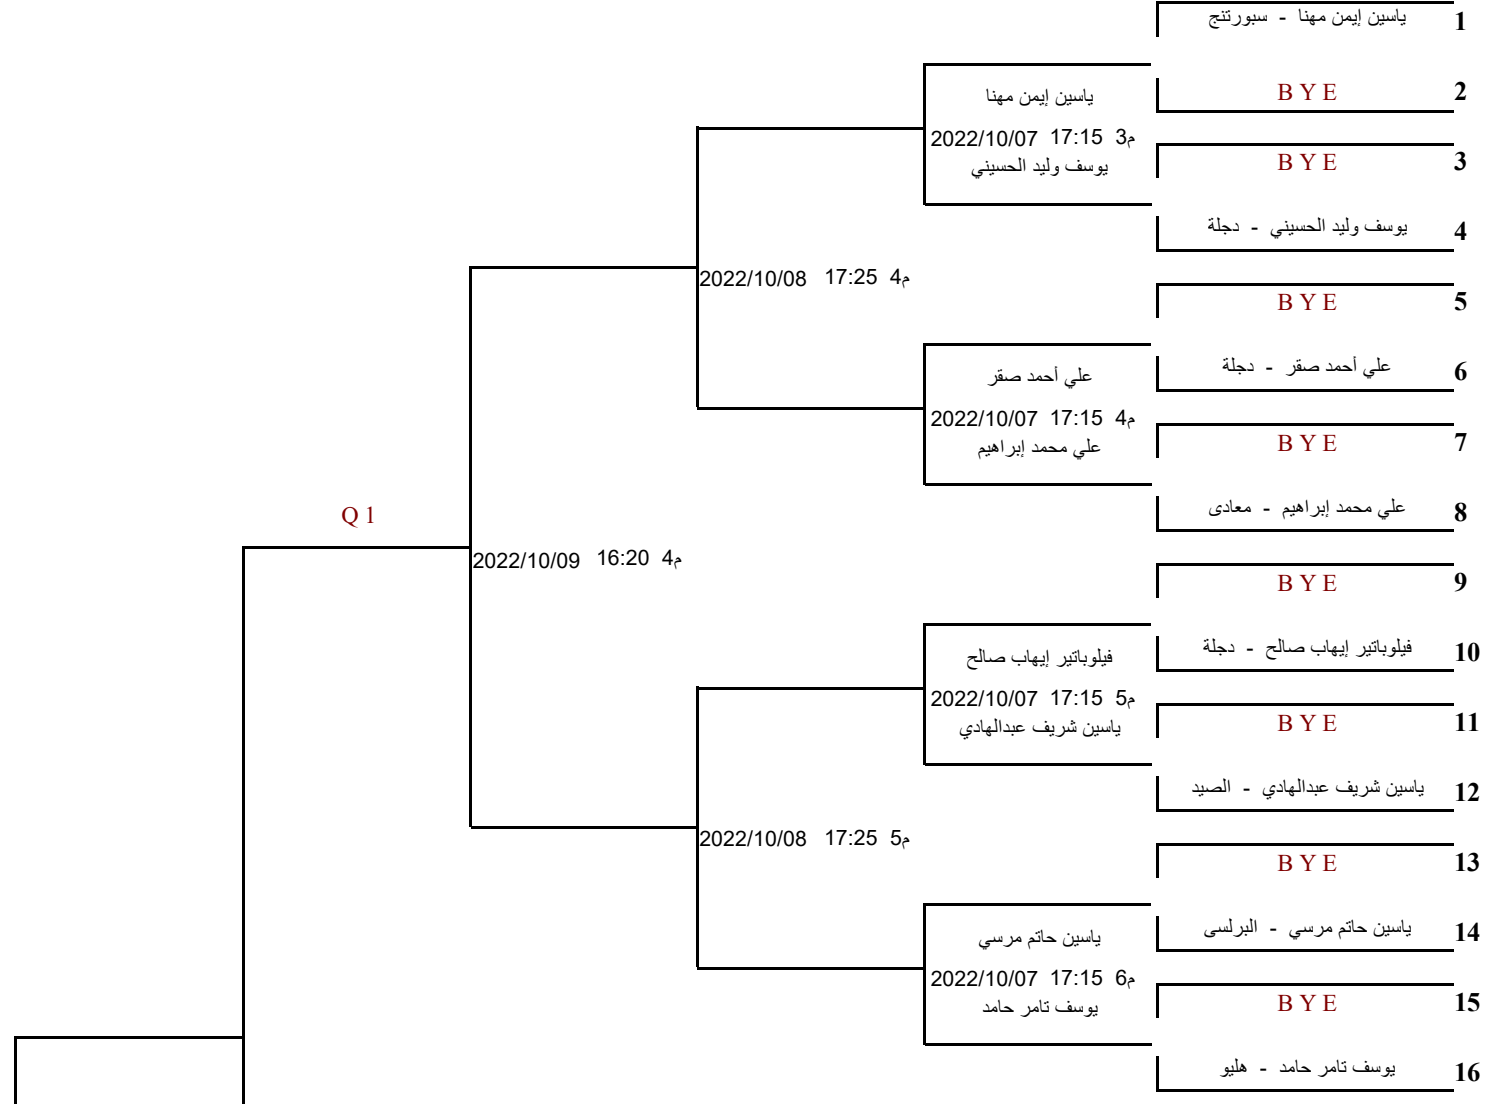 ياسين إيمن مهنا - سبورتنج 1
B Y E 2
B Y E 3
يوسف وليد الحسيني - دجلة 4
B Y E 5
علي أحمد صقر - دجلة 6
B Y E 7
علي محمد إبراهيم - معادى 8
B Y E 9
فيلوباتير إيهاب صالح - دجلة 10
B Y E 11
ياسين شريف عبدالهادي - الصيد 12
B Y E 13
ياسين حاتم مرسي - البرلسى 14
B Y E 15
يوسف تامر حامد - هليو 16
ياسين إيمن مهنا
2022/10/07 17:15 م3
يوسف وليد الحسيني
علي أحمد صقر
2022/10/07 17:15 م4
علي محمد إبراهيم
فيلوباتير إيهاب صالح
2022/10/07 17:15 م5
ياسين شريف عبدالهادي
ياسين حاتم مرسي
2022/10/07 17:15 م6
يوسف تامر حامد
2022/10/08 17:25 م4
2022/10/08 17:25 م5
2022/10/09 16:20 م4
Q 1